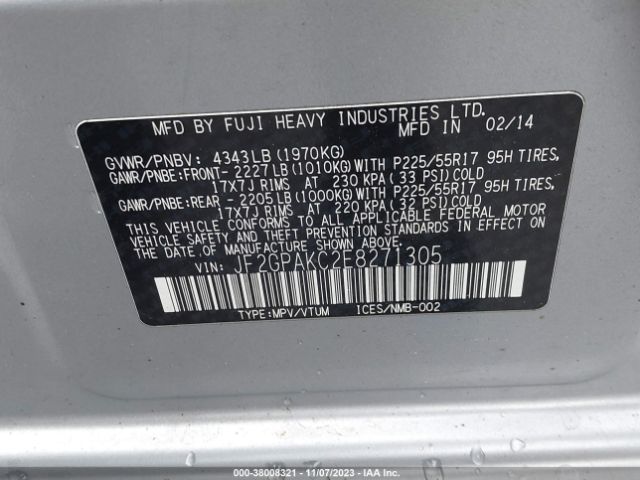 MFD BY FUJI HEAVY INDUSTRIES LTD.
MFD IN 02/14
GVWR/PNBV: 4343LB(1970KG)
GAWR/PNBE:FRONT- 2227LB(1010KG)WITH P225/55R17 95H TIRES,
17X7J RIMS AT 230 KPA(33 PSI)COLD
GAWR/PNBE:REAR - 2205LB(1000KG)WITH P225/55R17 95H TIRES,
17X7J RIMS AT 220 KPA(32 PSI)COLD
THIS VEHICLE CONFORMS TO ALL APPLICABLE FEDERAL MOTOR
VEHICLE SAFETY AND THEFT PREVENTION STANDARDS IN EFFECT ON
THE DATE OF MANUFACTURE SHOWN ABOVE.
VIN: JF2GPAKC2E8271305
TYPE:MPV/VTUM ICES/NMB-002
000-38008321 - 11/07/2023 - IAAI.COM